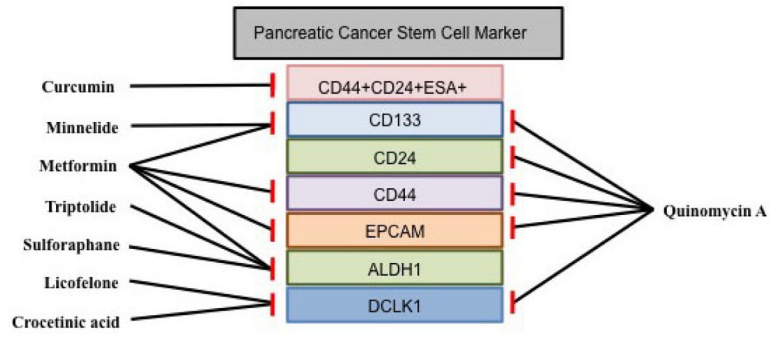 Pancreatic Cancer Stem Cell Marker
Curcumin
Minnelide
Metformin
Triptolide
Sulforaphane
Licofelone
Crocetinic acid
CD44+CD24+ESA+
CD133
CD24
CD44
EPCAM
ALDH1
DCLK1
Quinomycin A